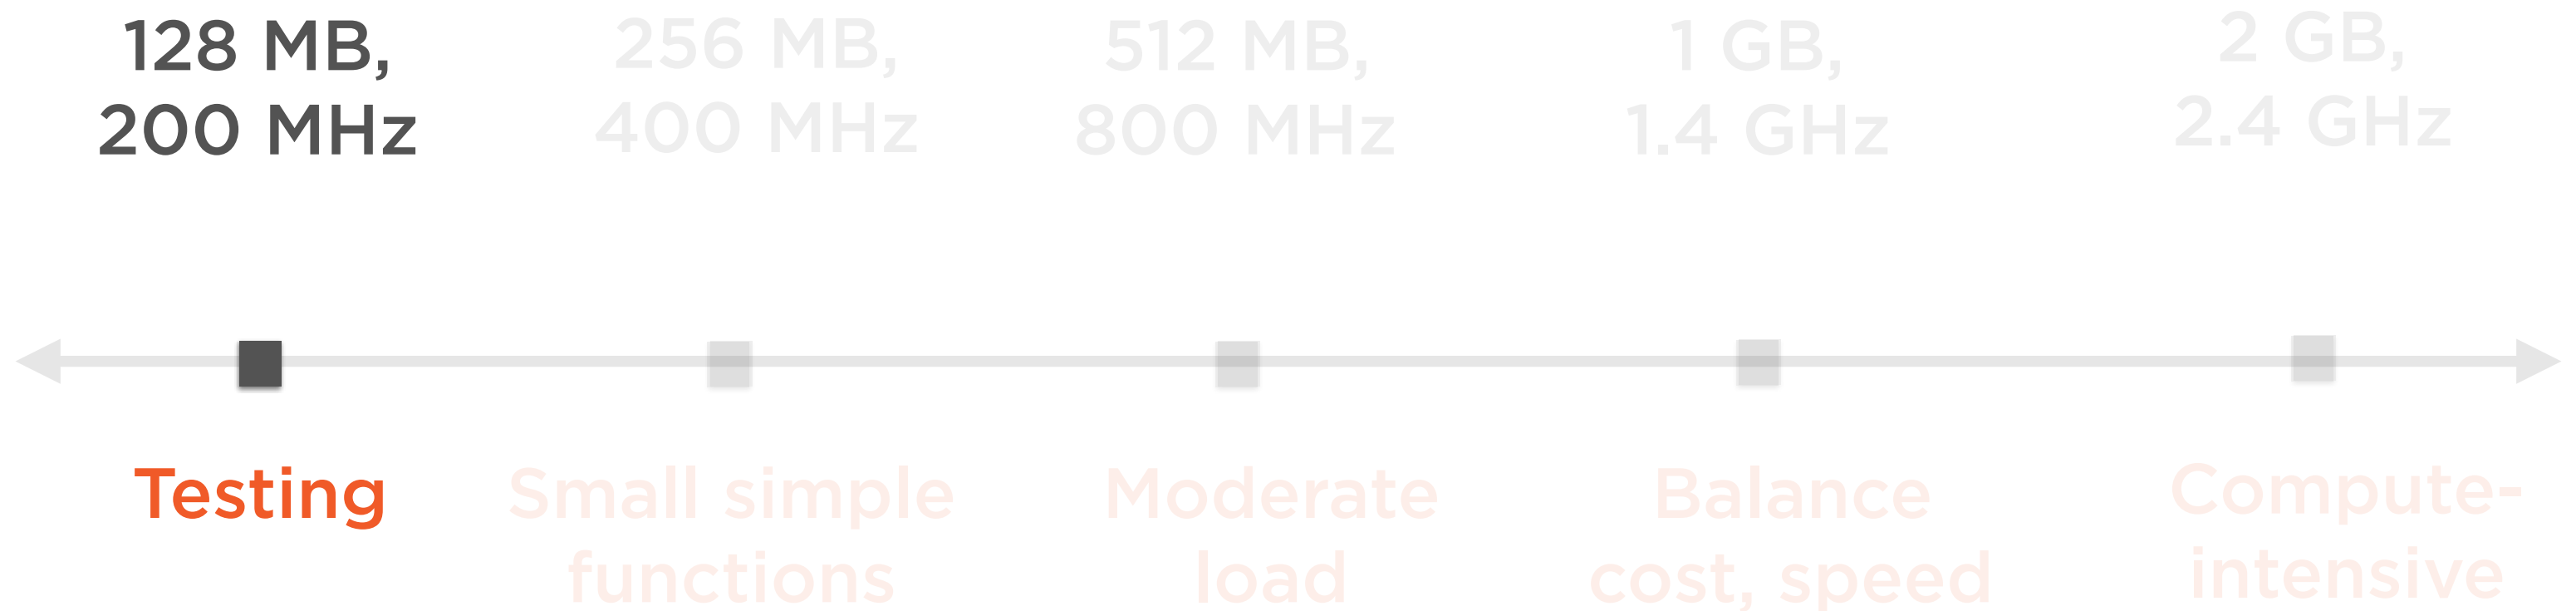 128 MB,
200 MHz
256 MB,
400 MHz
512 MB,
800 MHz
1 GB,
1.4 GHz
2 GB,
2.4 GHz
Testing
Small simple
functions
Moderate
load
Balance
cost, speed
Compute-
intensive